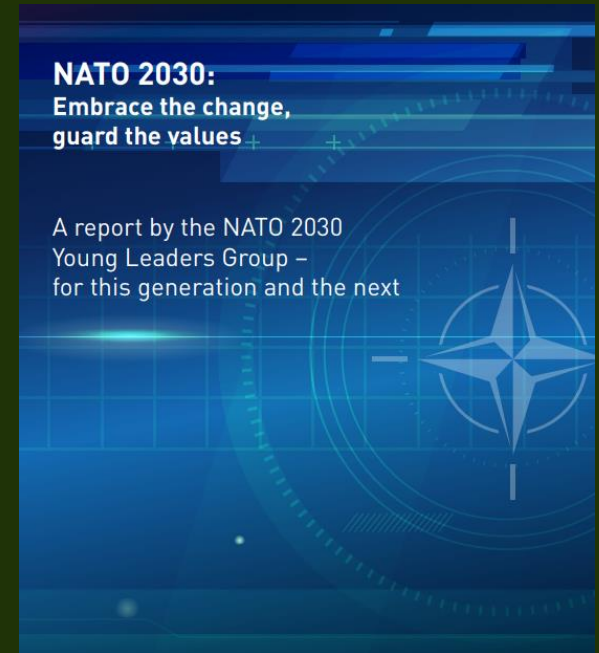 NATO 2030:
Embrace the change,
guard the values
A report by the NATO 2030
Young Leaders Group –
for this generation and the next